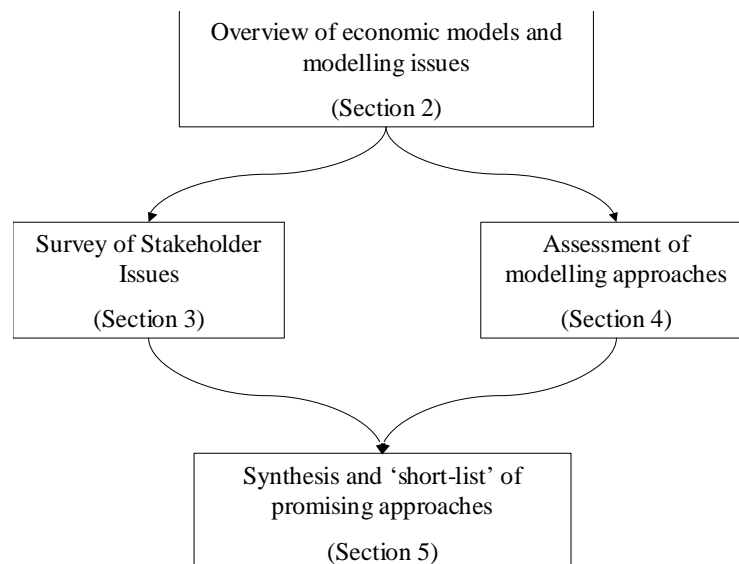 Overview of economic models and
modelling issues
(Section 2)
Survey of Stakeholder
Issues
(Section 3)
Assessment of
modelling approaches
(Section 4)
Synthesis and ‘short-list’ of
promising approaches
(Section 5)